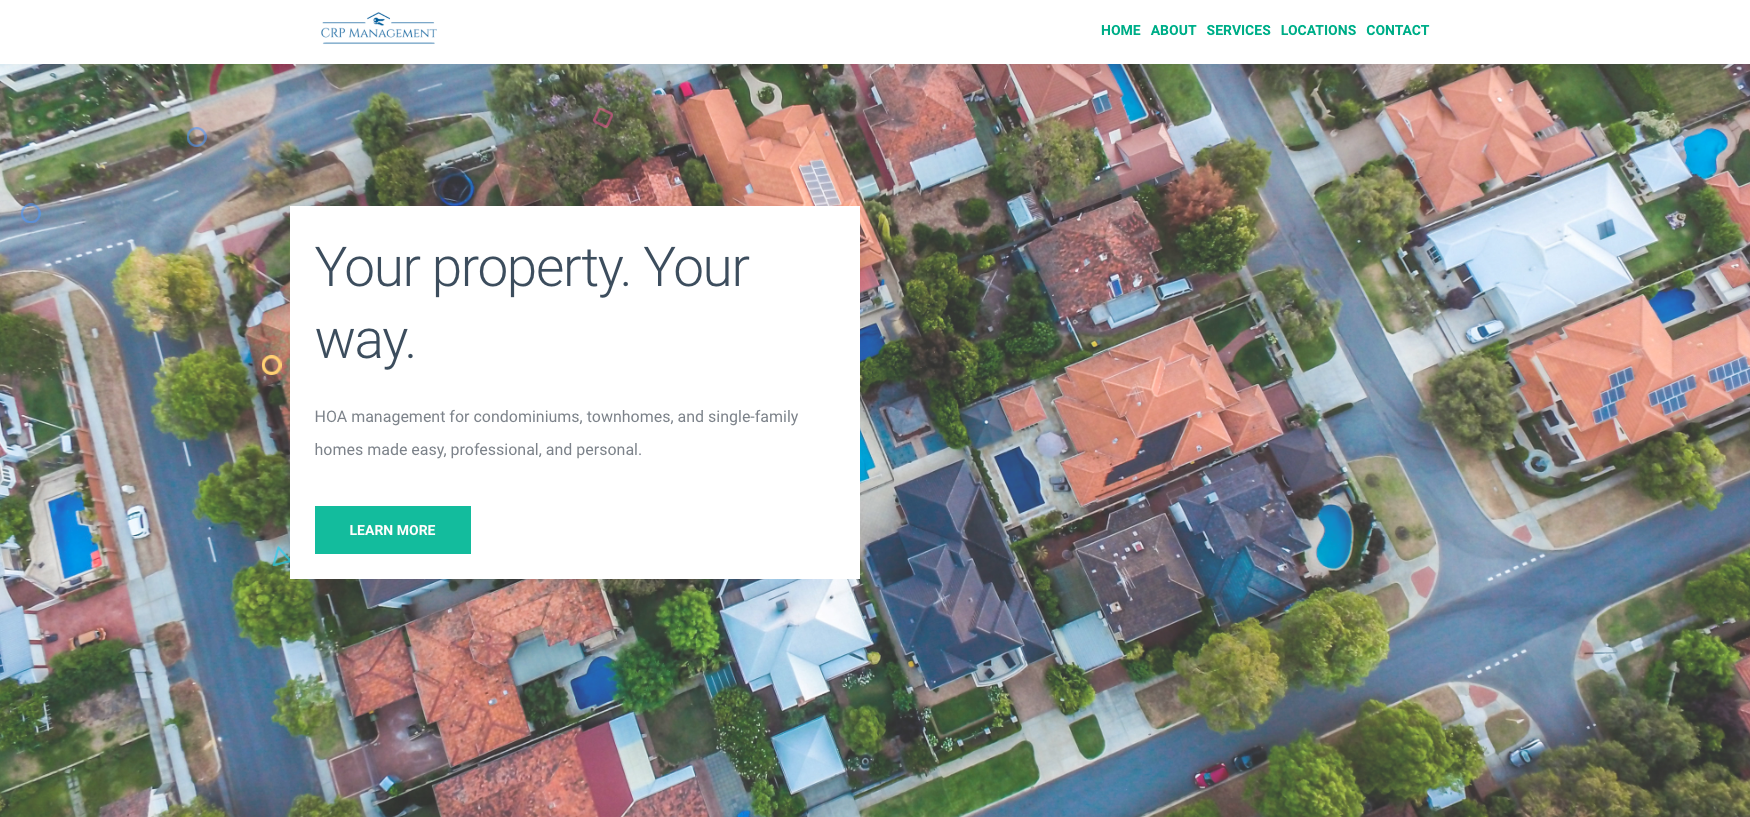 CRP MANAGEMENT
HOME ABOUT SERVICES LOCATIONS CONTACT
Your property. Your
way.
HOA management for condominiums, townhomes, and single-family
homes made easy, professional, and personal.
LEARN MORE